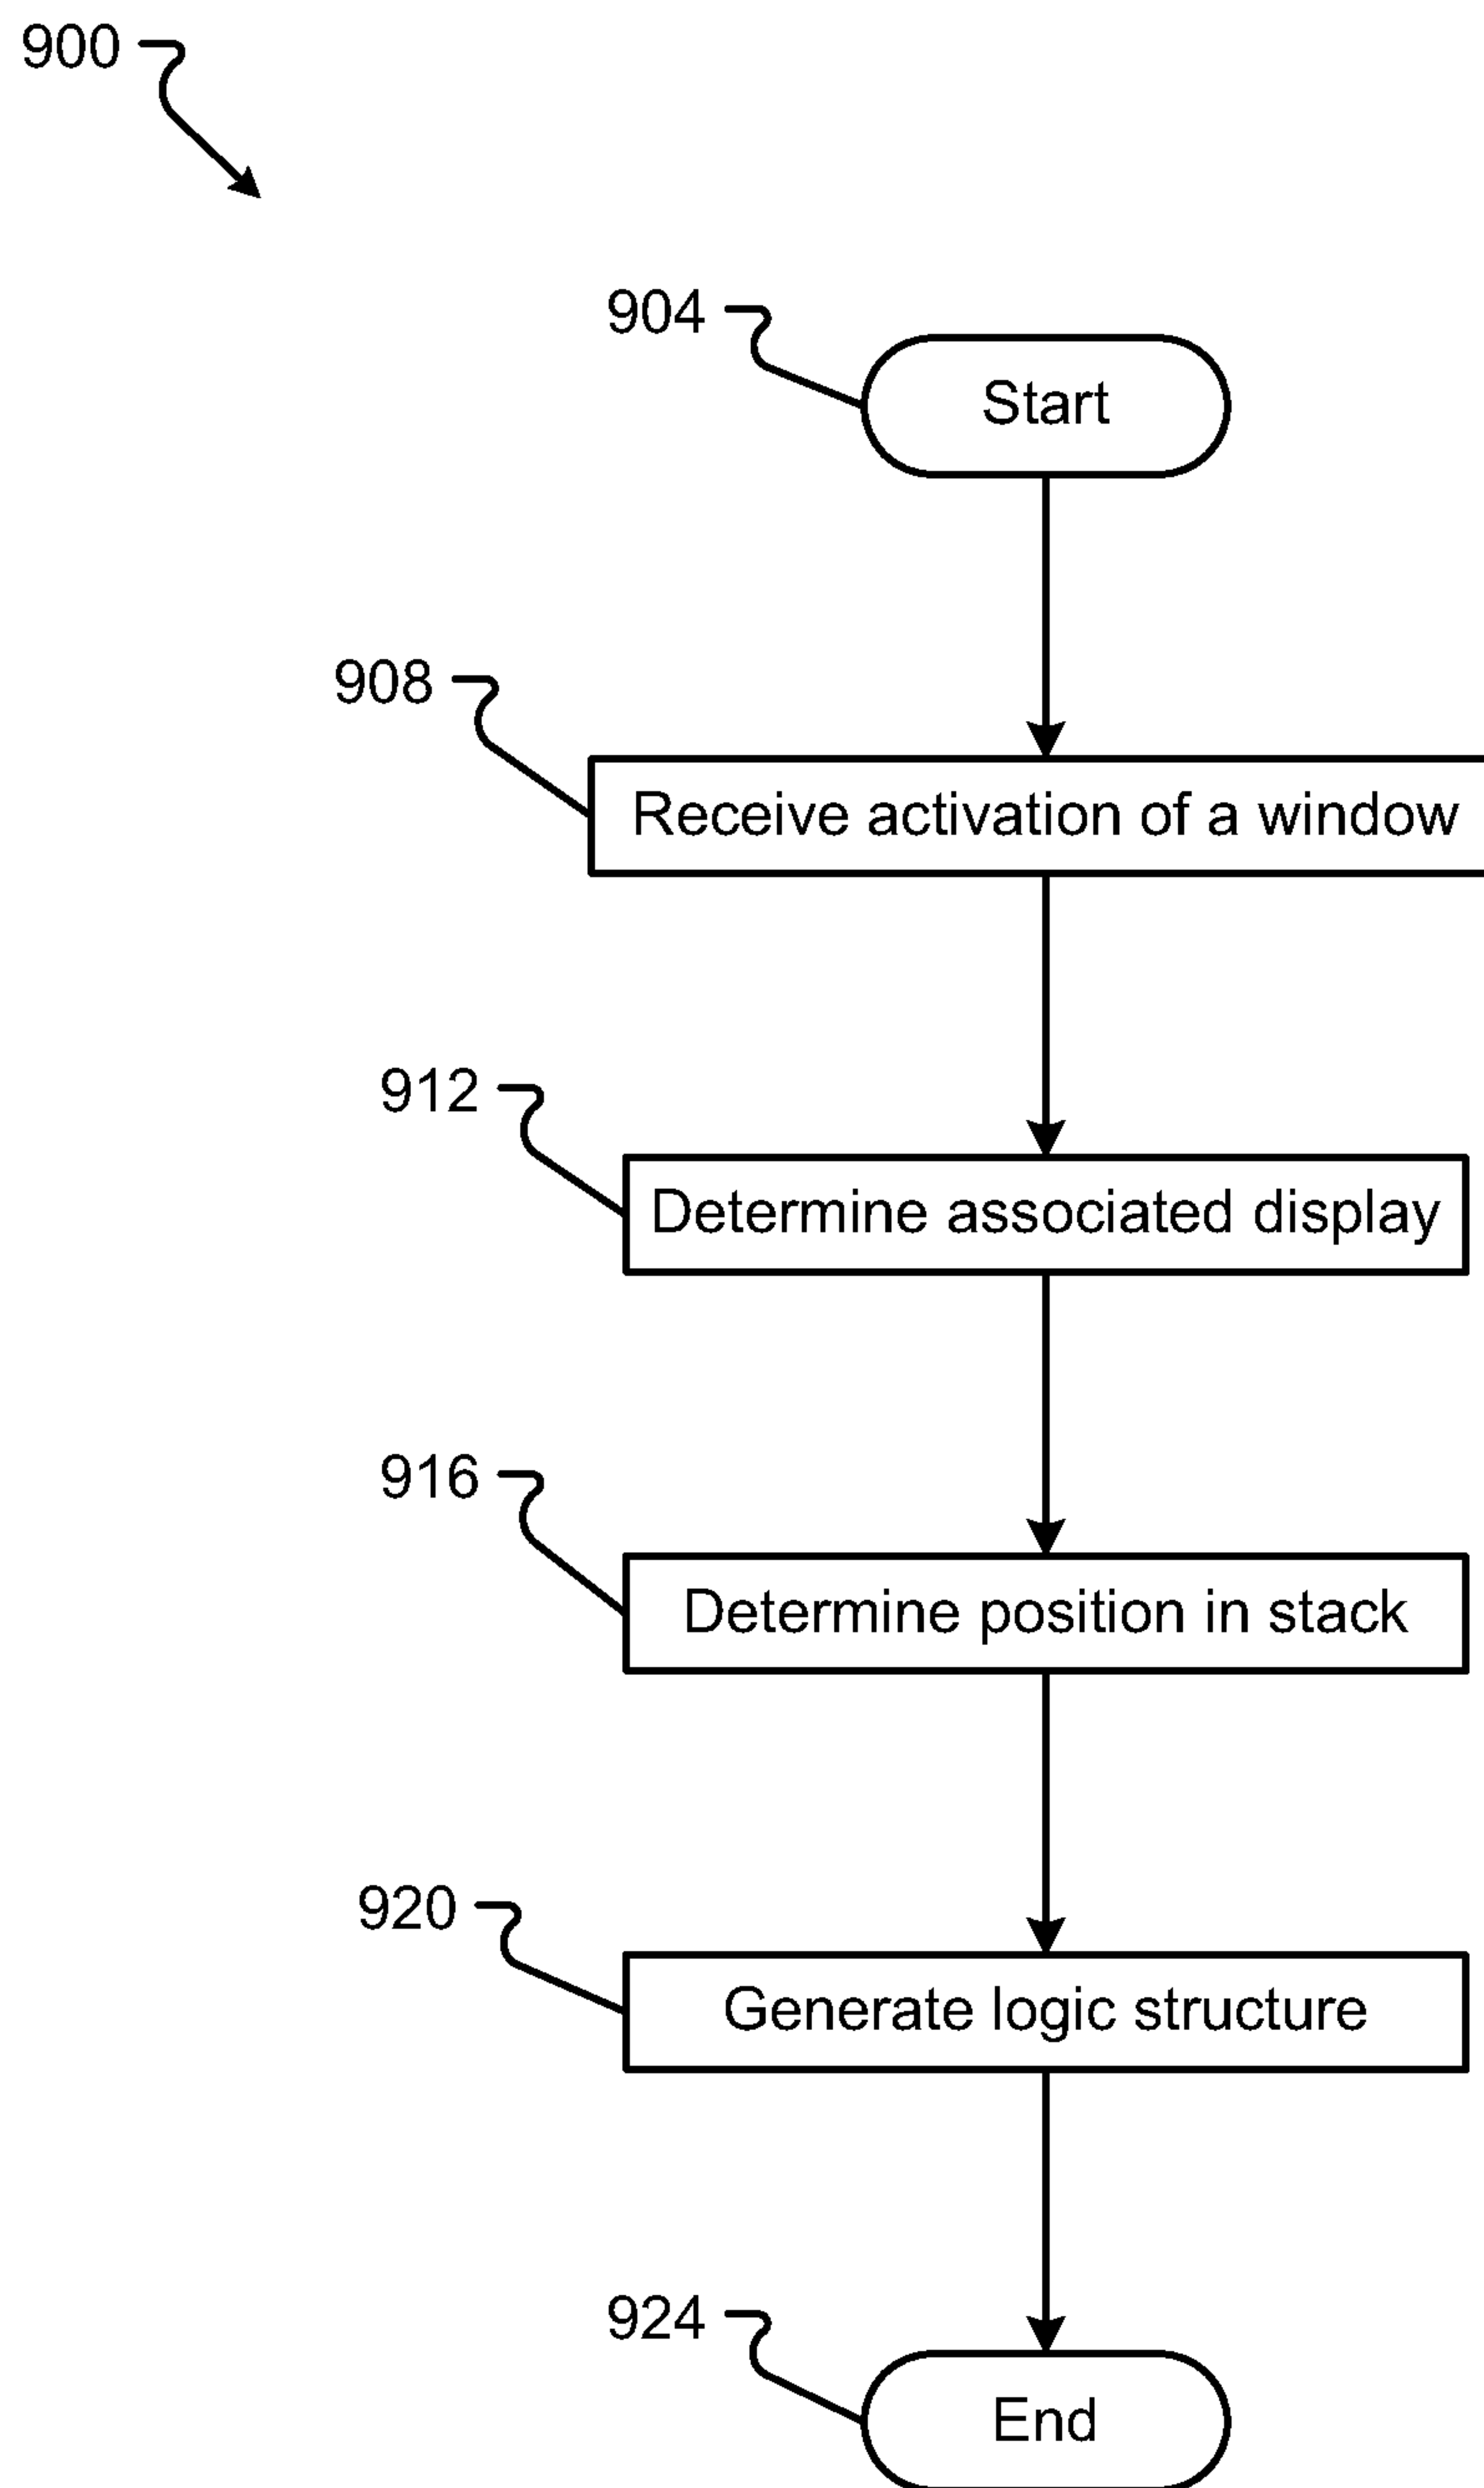 900
904
Start
908
Receive activation of a window
912
Determine associated display
916
Determine position in stack
920
Generate logic structure
924
End